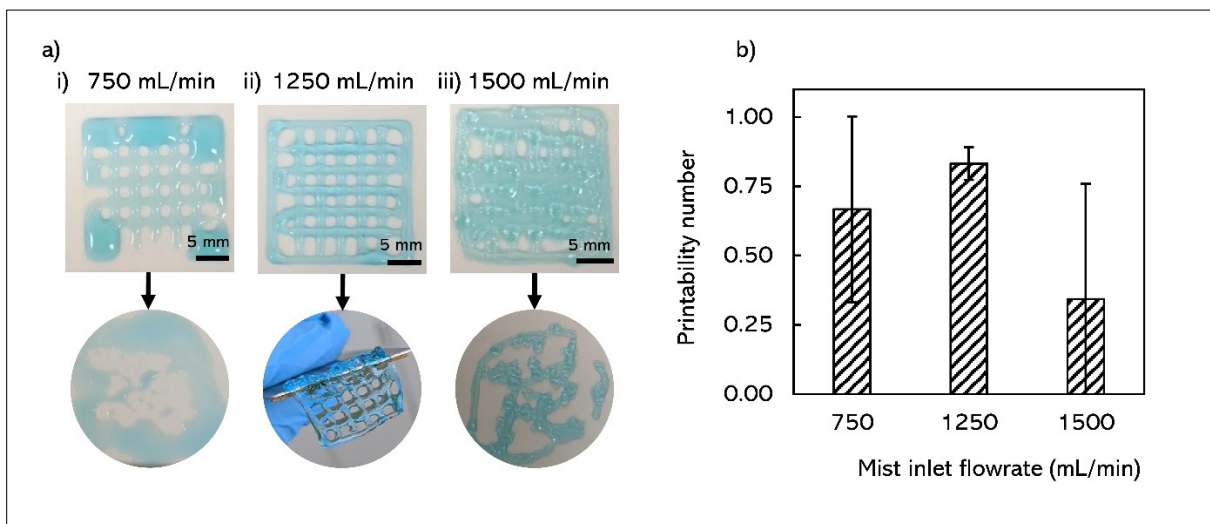 a)
i) 750 mL/min ii) 1250 mL/min iii) 1500 mL/min
5 mm 5 mm 5 mm
b)
Printability number
1.00
0.75
0.50
0.25
0.00
750 1250 1500
Mist inlet flowrate (mL/min)